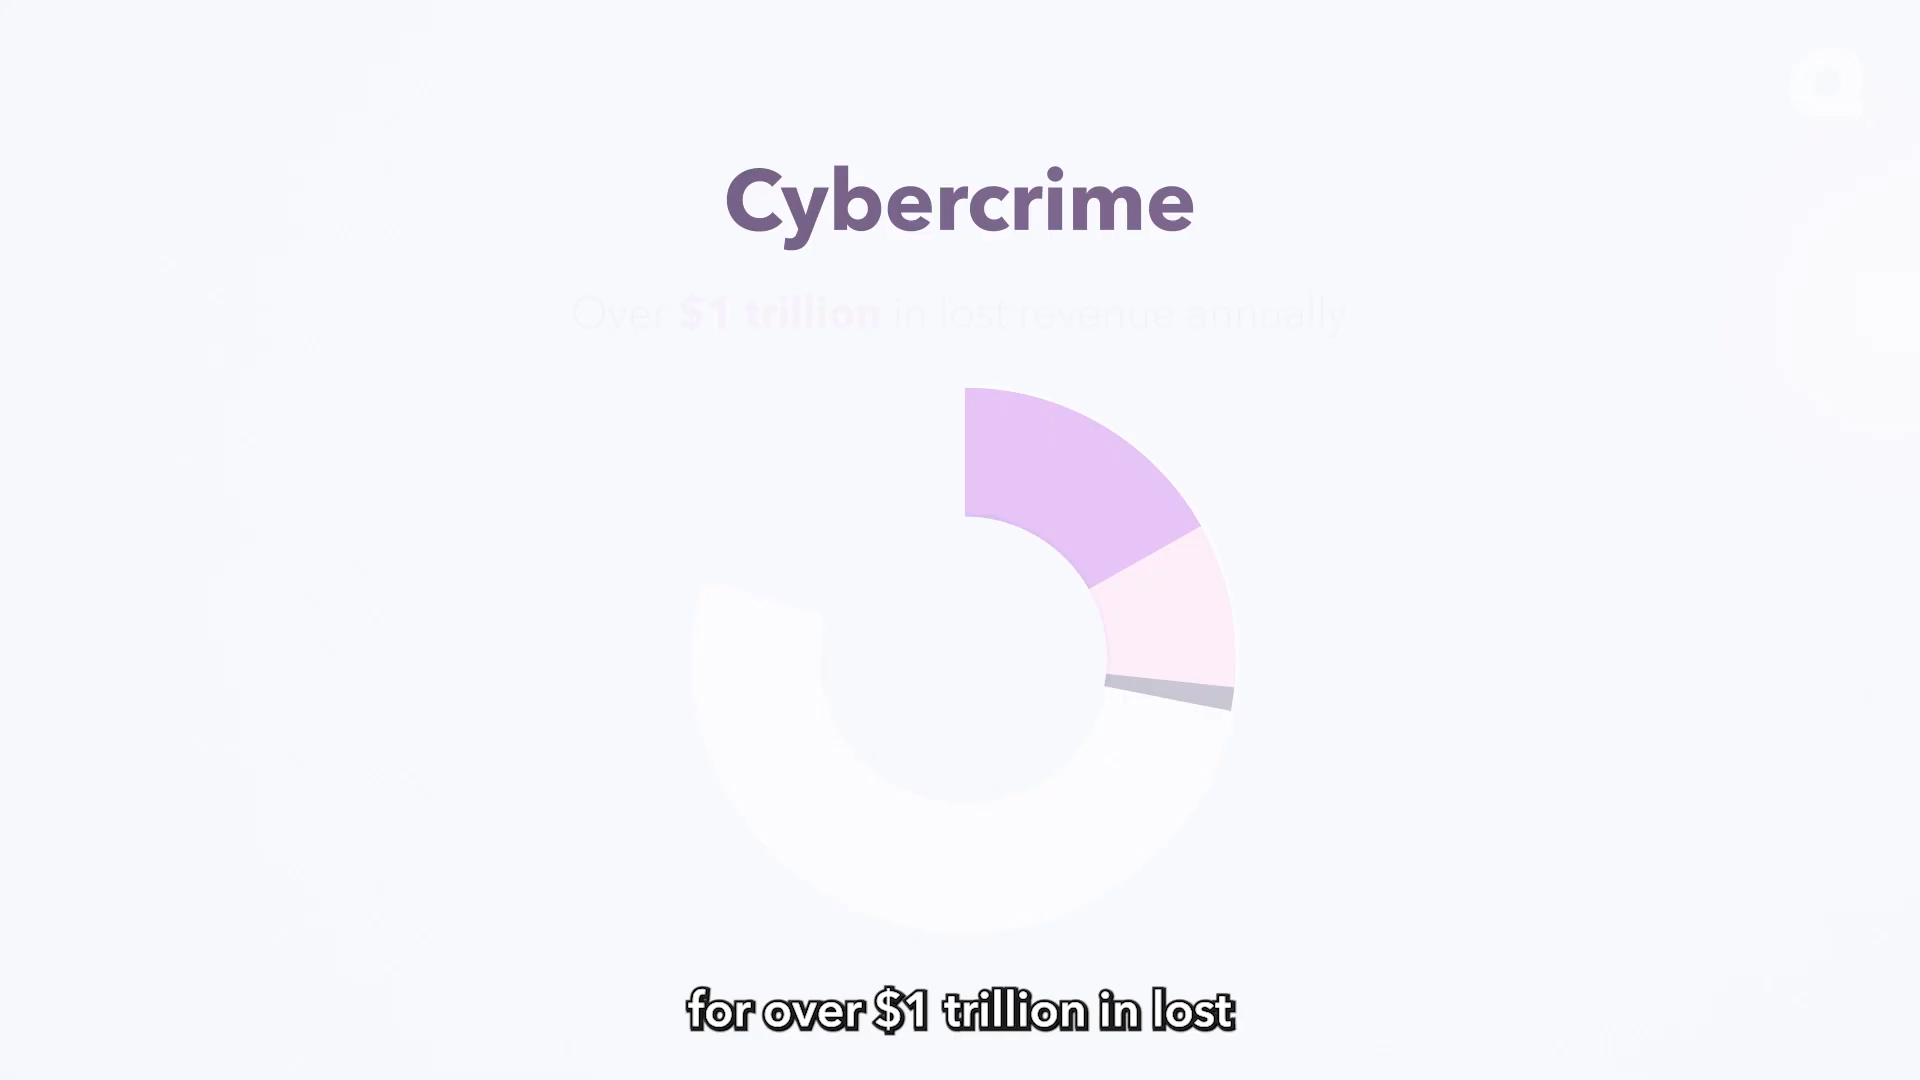 Cybercrime
Over $1 trillion in lost revenue annually
for over $1 trillion in lost